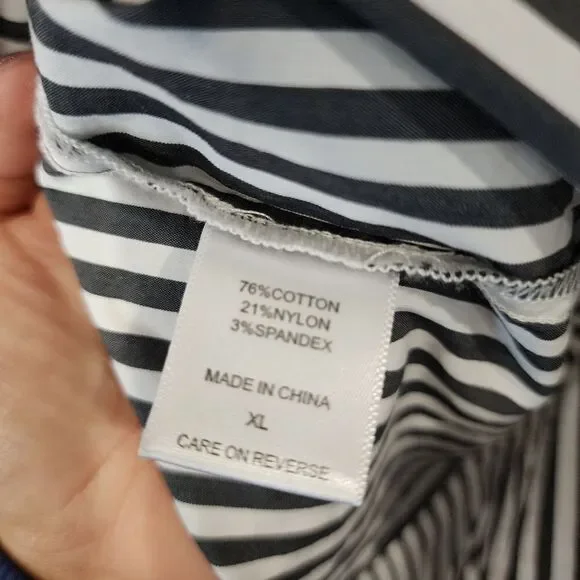 76%COTTON
21%NYLON
3%SPANDEX
MADE IN CHINA
XL
CARE ON REVERSE